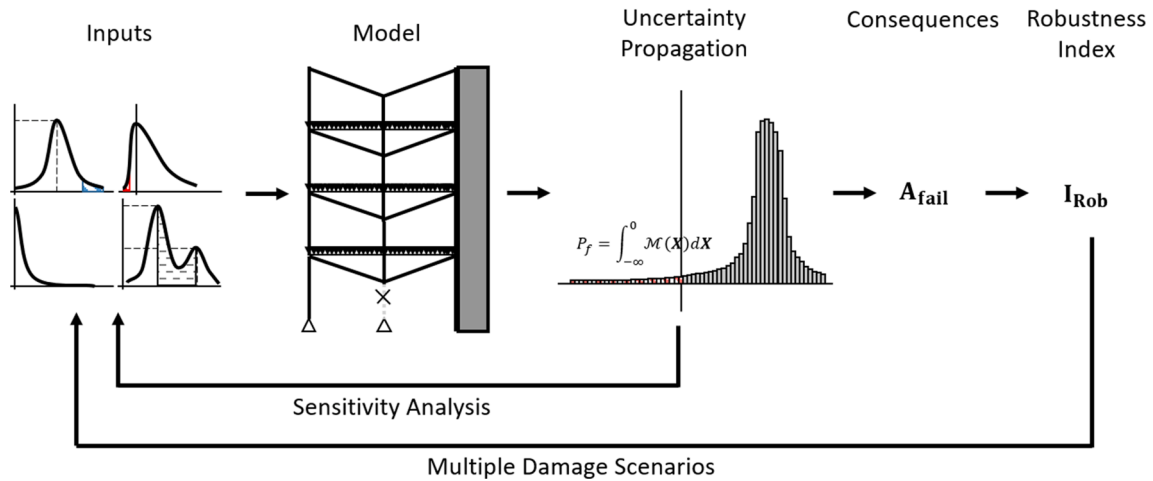 Inputs
Model
Uncertainty
Propagation
Consequences
Robustness
Index
P_f = ∫_{-∞}^{0} ℳ(X)dX
A_fail
I_Rob
Sensitivity Analysis
Multiple Damage Scenarios